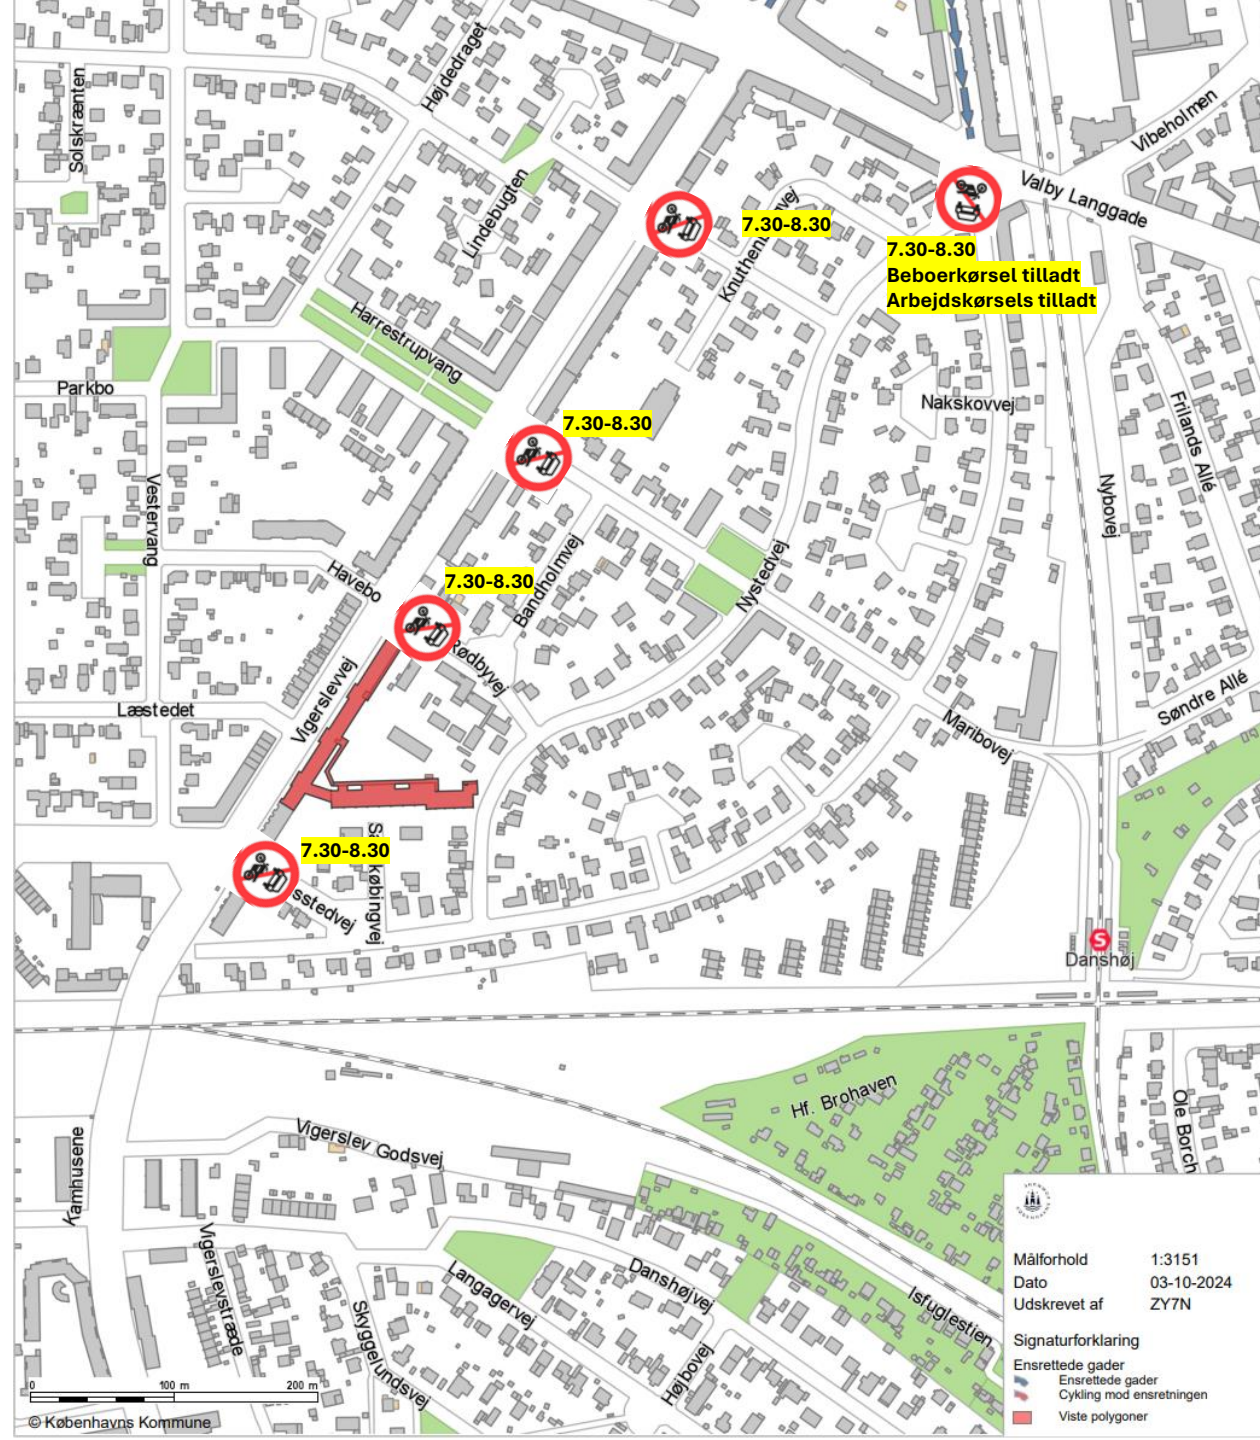 Højdedraget
Solskrænten
Vibeholmen
Valby Langgade
Lindebugten
7.30-8.30
7.30-8.30
Beboerkørsel tilladt
Arbejdskørsels tilladt
Harrestrupvang
Parkbo
Nakskovvej
Frilands Allé
7.30-8.30
Vestervang
Nybovej
Havebo
7.30-8.30
Bandholmvej
Nystedvej
Rødbyvej
Vigerslevvej
Læstedet
Søndre Allé
Maribovej
7.30-8.30
købingvej
sstedvej
S
Danshøj
Hf. Brohaven
Ole Borch
Vigerslev Godsvej
Kamhusene
Vigerslevstræde
Langagervej
Danshøjvej
Isfuglestien
Skyggelundsvej
Højbovej
Målforhold 1:3151
Dato 03-10-2024
Udskrevet af ZY7N
Signaturforklaring
Ensrettede gader
Ensrettede gader
Cykling mod ensretningen
Viste polygoner
0 100 m 200 m
© Københavns Kommune